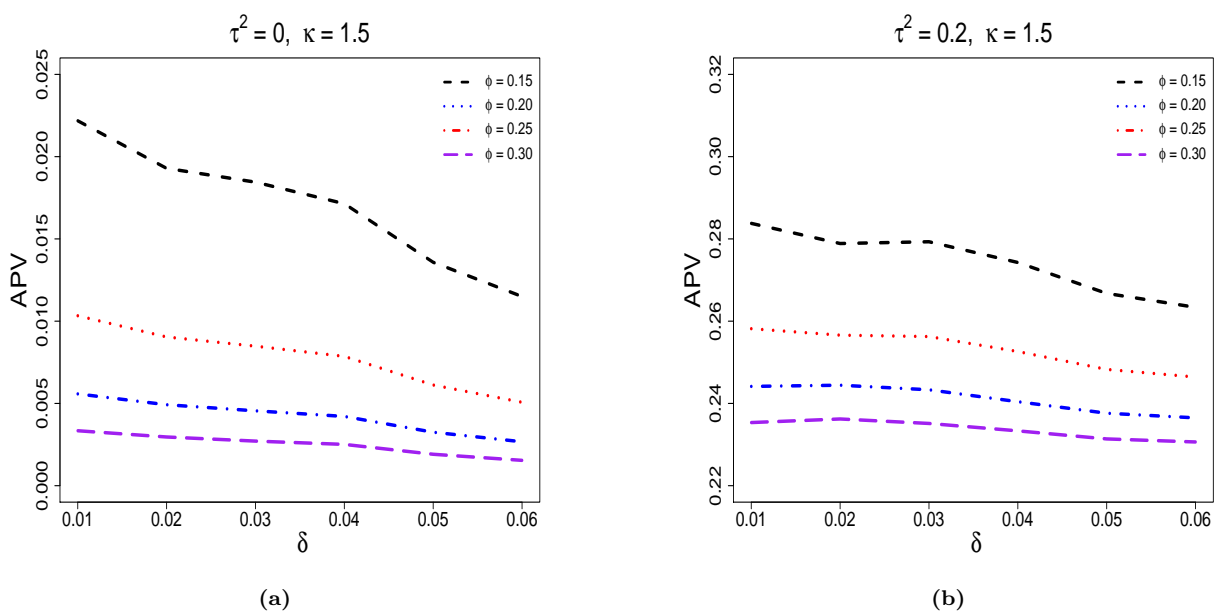 τ² = 0, κ = 1.5
APV
0.025
0.020
0.015
0.010
0.005
0.000
φ = 0.15
φ = 0.20
φ = 0.25
φ = 0.30
0.01 0.02 0.03 0.04 0.05 0.06
δ
(a)
τ² = 0.2, κ = 1.5
APV
0.32
0.30
0.28
0.26
0.24
0.22
φ = 0.15
φ = 0.20
φ = 0.25
φ = 0.30
0.01 0.02 0.03 0.04 0.05 0.06
δ
(b)